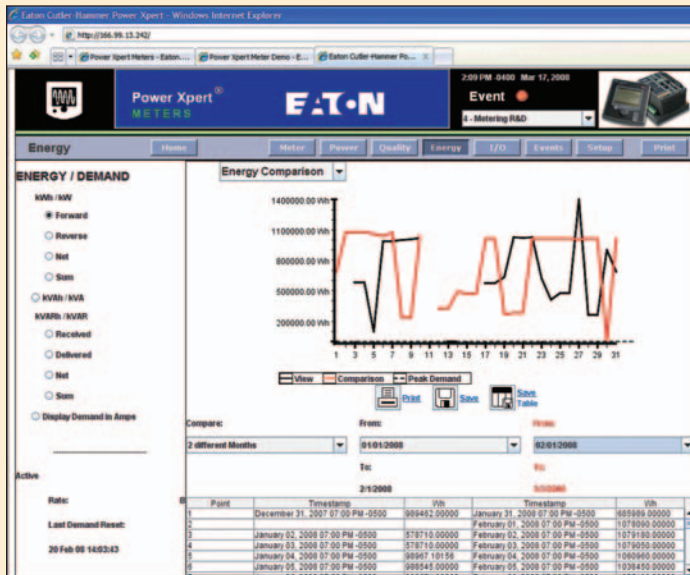 Eaton Cutler-Hammer Power Xpert - Windows Internet Explorer
http://166.99.13.242/
Power Xpert Meters - Eaton....
Power Xpert Meter Demo - E...
Eaton Cutler-Hammer Po...
Power Xpert®
METERS
EATON
2:09 PM -0400 Mar 17, 2008
Event
4 - Metering R&D
Energy
Home
Meter
Power
Quality
Energy
I/O
Events
Setup
Print
ENERGY / DEMAND
kWh / kW
Forward
Reverse
Net
Sum
kVAh / kVA
kVARh / kVAR
Received
Delivered
Net
Sum
Display Demand in Amps
Active
Rate:
Last Demand Reset:
20 Feb 08 14:03:43
Energy Comparison
1400000.00 Wh
1100000.00 Wh
800000.00 Wh
500000.00 Wh
200000.00 Wh
1 3 5 7 9 11 13 15 17 19 21 23 25 27 29 31
View Comparison Peak Demand
Print
Save
Save Table
Compare:
From:
From:
2 different Months
01/01/2008
02/01/2008
To:
To:
2/1/2008
Point Timestamp Wh Timestamp Wh
1 December 31, 2007 07:00 PM -0500 989462.00000 January 31, 2008 07:00 PM -0500 685989.00000
2 February 01, 2008 07:00 PM -0500 1078090.00000
3 January 02, 2008 07:00 PM -0500 578710.00000 February 02, 2008 07:00 PM -0500 1079180.00000
4 January 03, 2008 07:00 PM -0500 578710.00000 February 03, 2008 07:00 PM -0500 1079050.00000
5 January 04, 2008 07:00 PM -0500 98967.10156 February 04, 2008 07:00 PM -0500 1060960.00000
6 January 05, 2008 07:00 PM -0500 988545.00000 February 05, 2008 07:00 PM -0500 1038450.00000